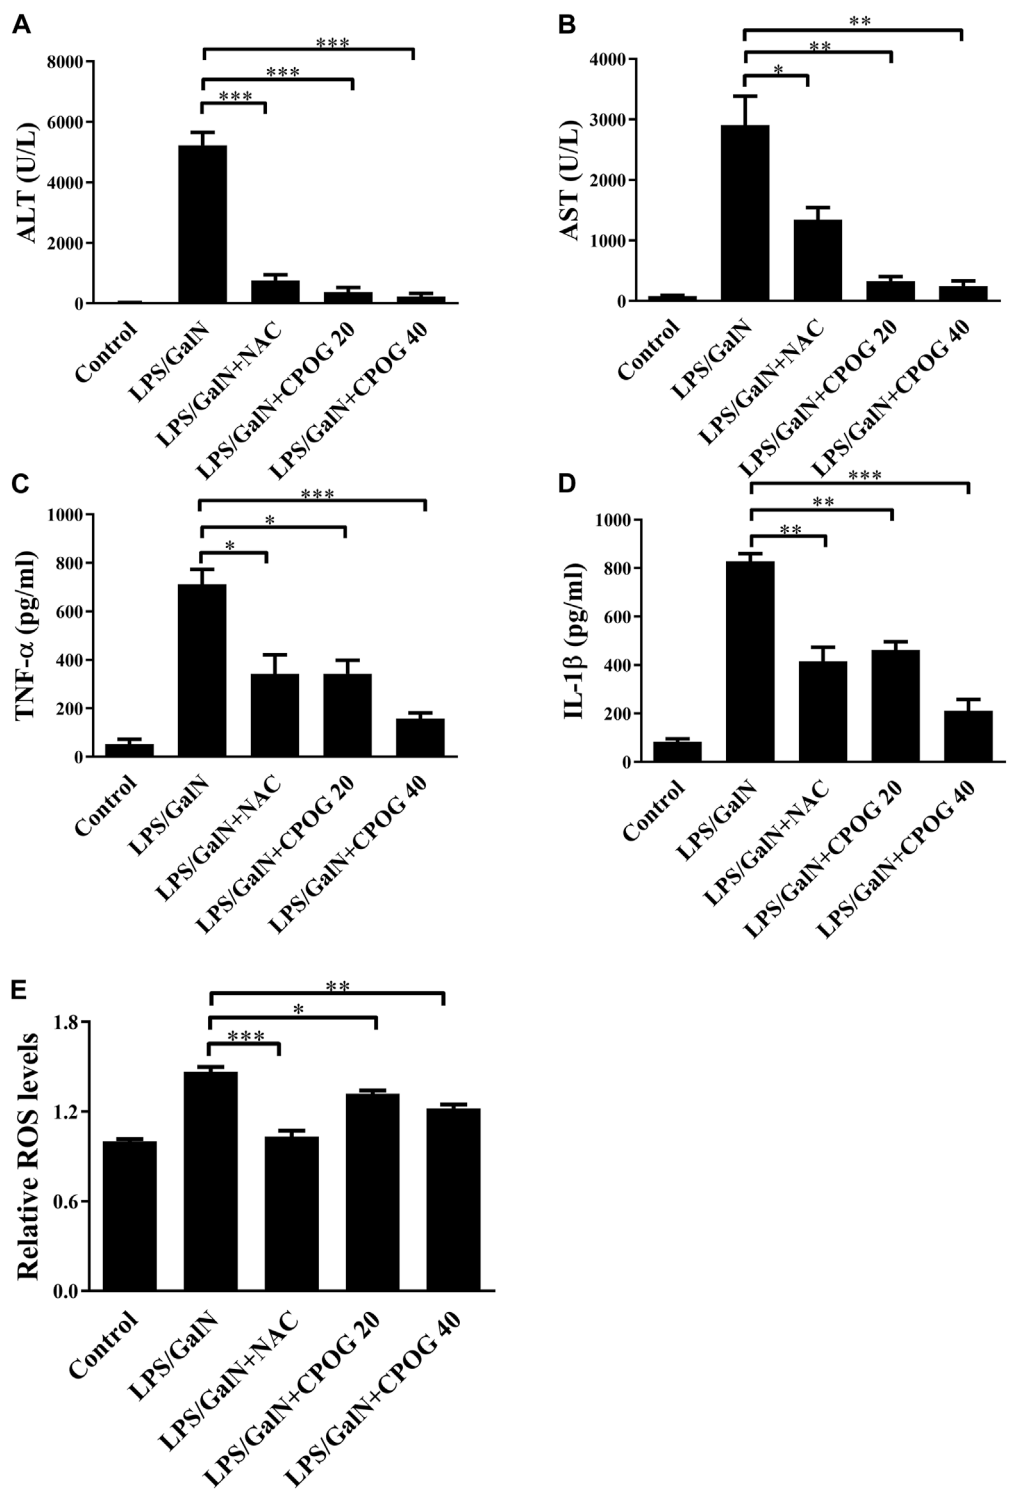 A
***
***
***
ALT (U/L)
8000
6000
4000
2000
0
Control
LPS/GalN
LPS/GalN+NAC
LPS/GalN+CPOG 20
LPS/GalN+CPOG 40
B
**
**
*
AST (U/L)
4000
3000
2000
1000
0
Control
LPS/GalN
LPS/GalN+NAC
LPS/GalN+CPOG 20
LPS/GalN+CPOG 40
C
***
*
*
TNF-α (pg/ml)
1000
800
600
400
200
0
Control
LPS/GalN
LPS/GalN+NAC
LPS/GalN+CPOG 20
LPS/GalN+CPOG 40
D
***
**
**
IL-1β (pg/ml)
1000
800
600
400
200
0
Control
LPS/GalN
LPS/GalN+NAC
LPS/GalN+CPOG 20
LPS/GalN+CPOG 40
E
**
*
***
Relative ROS levels
1.8
1.2
0.6
0.0
Control
LPS/GalN
LPS/GalN+NAC
LPS/GalN+CPOG 20
LPS/GalN+CPOG 40